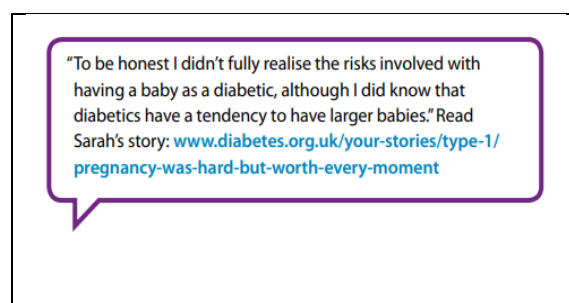 “To be honest I didn’t fully realise the risks involved with
having a baby as a diabetic, although I did know that
diabetics have a tendency to have larger babies.” Read
Sarah’s story: www.diabetes.org.uk/your-stories/type-1/
pregnancy-was-hard-but-worth-every-moment